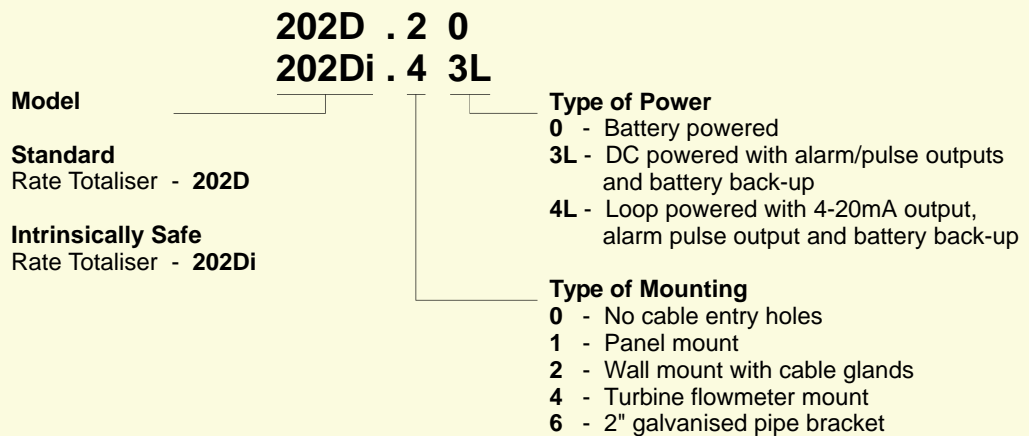 202D . 2 0
202Di . 4 3L
Model
Standard
Rate Totaliser - 202D
Intrinsically Safe
Rate Totaliser - 202Di
Type of Power
0 - Battery powered
3L - DC powered with alarm/pulse outputs
and battery back-up
4L - Loop powered with 4-20mA output,
alarm pulse output and battery back-up
Type of Mounting
0 - No cable entry holes
1 - Panel mount
2 - Wall mount with cable glands
4 - Turbine flowmeter mount
6 - 2" galvanised pipe bracket